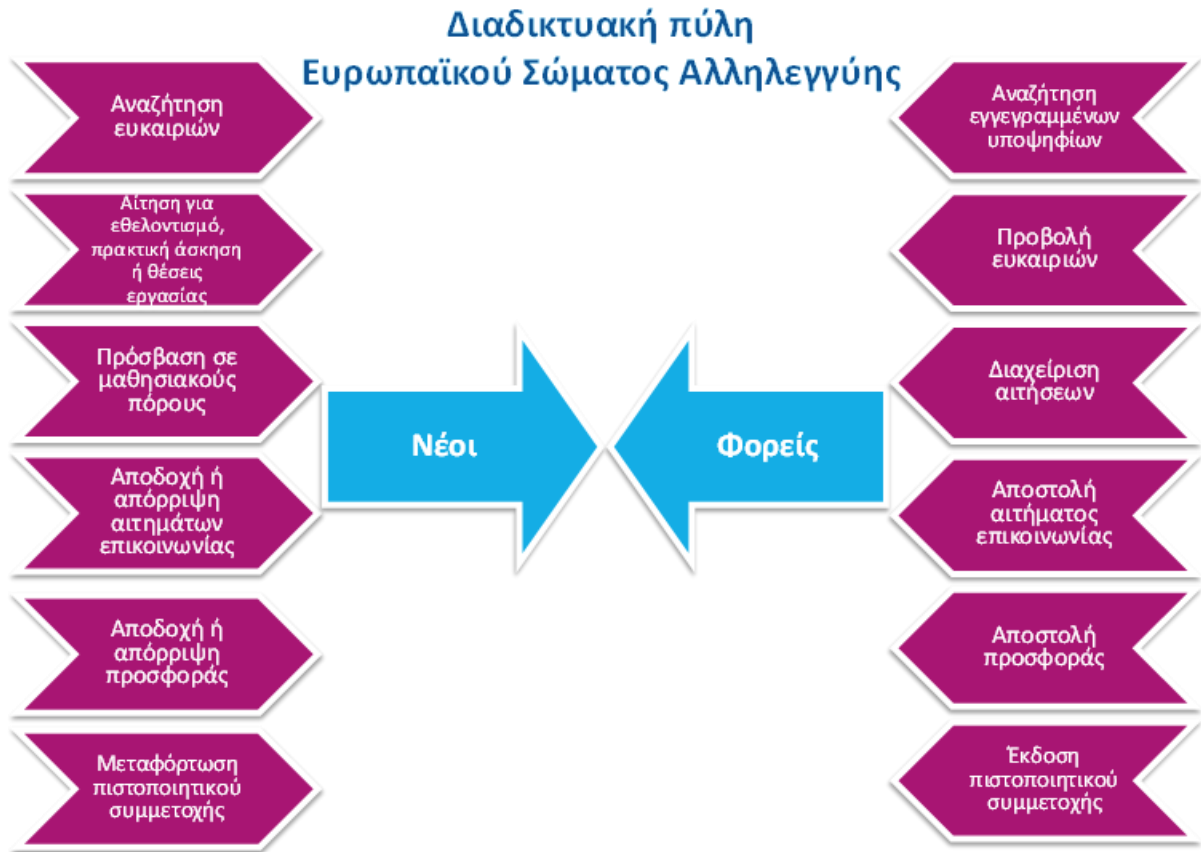 Διαδικτυακή πύλη
Ευρωπαϊκού Σώματος Αλληλεγγύης
Αναζήτηση
ευκαιριών
Αίτηση για
εθελοντισμό,
πρακτική άσκηση
ή θέσεις
εργασίας
Πρόσβαση σε
μαθησιακούς
πόρους
Αποδοχή ή
απόρριψη
αιτημάτων
επικοινωνίας
Αποδοχή ή
απόρριψη
προσφοράς
Μεταφόρτωση
πιστοποιητικού
συμμετοχής
Νέοι
Φορείς
Αναζήτηση
εγγεγραμμένων
υποψηφίων
Προβολή
ευκαιριών
Διαχείριση
αιτήσεων
Αποστολή
αιτήματος
επικοινωνίας
Αποστολή
προσφοράς
Έκδοση
πιστοποιητικού
συμμετοχής